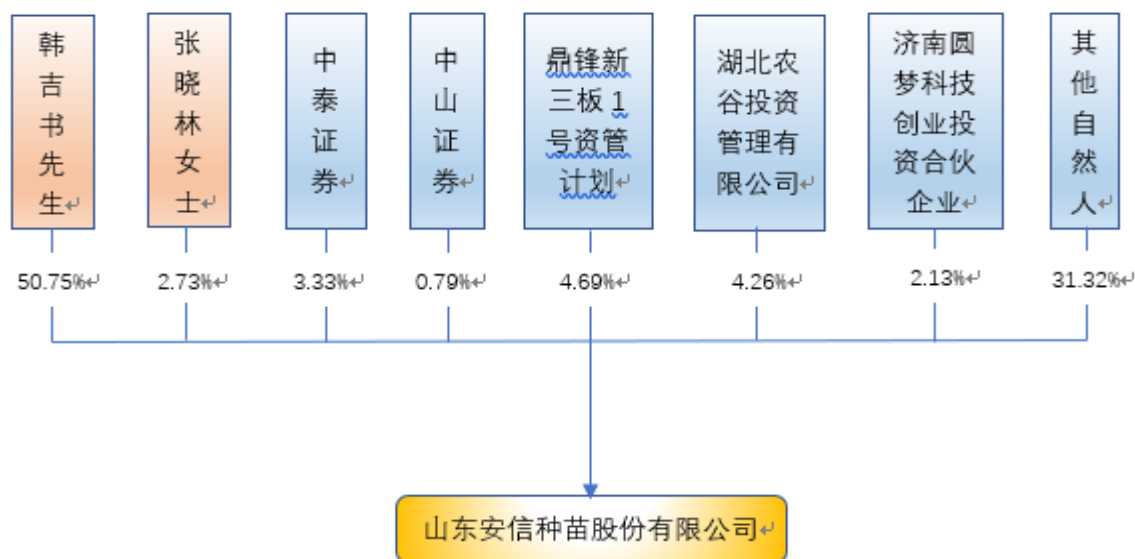 韩吉书先生
张晓林女士
中泰证券
中山证券
鼎锋新
三板 1
号资管
计划
湖北农
谷投资
管理有
限公司
济南圆
梦科技
创业投
资合伙
企业
其他自然人
50.75%
2.73%
3.33%
0.79%
4.69%
4.26%
2.13%
31.32%
山东安信种苗股份有限公司